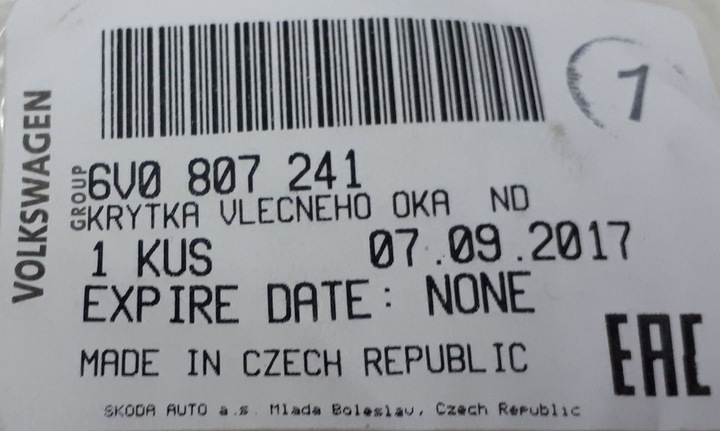 VOLKSWAGEN
GROUP
6V0 807 241
KRYTKA VLECNEHO OKA ND
1 KUS 07.09.2017
EXPIRE DATE: NONE
MADE IN CZECH REPUBLIC
EAC
SKODA AUTO a.s. Mlada Boleslav, Czech Republic
1